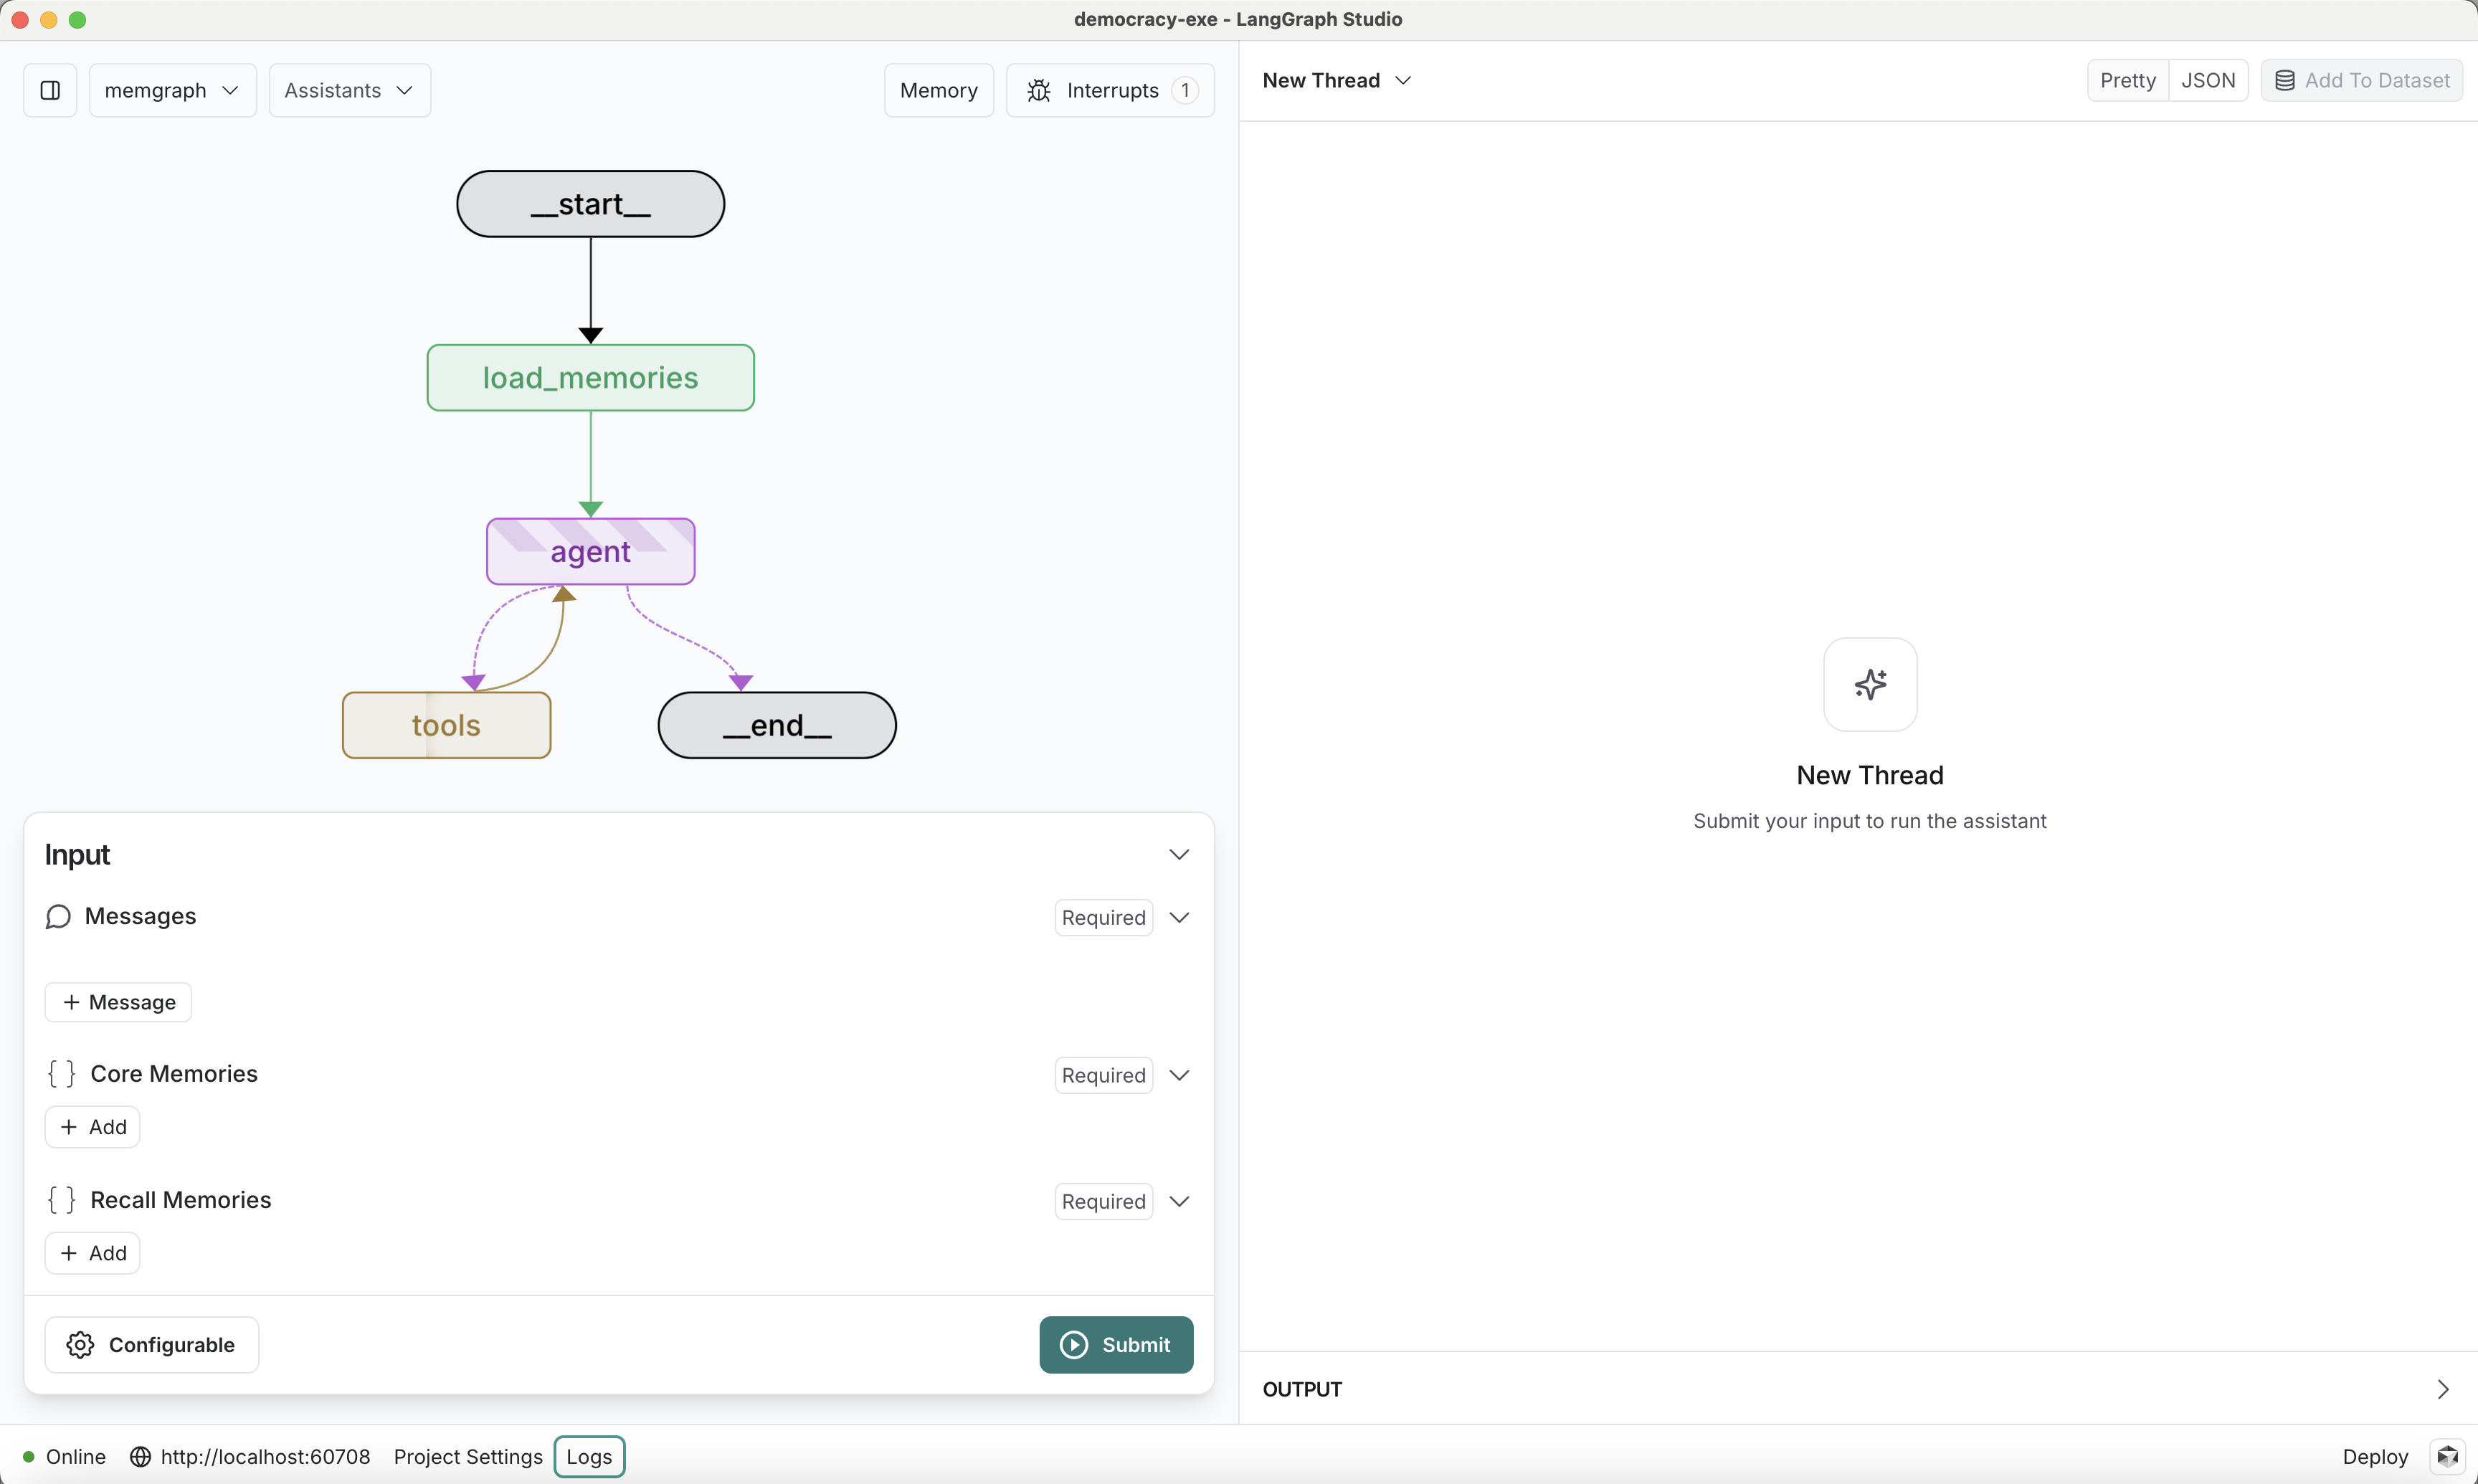 democracy-exe - LangGraph Studio
memgraph
Assistants
Memory
Interrupts 1
New Thread
Pretty
JSON
Add To Dataset
__start__
load_memories
agent
tools
__end__
New Thread
Submit your input to run the assistant
Input
Messages
Required
+ Message
{ } Core Memories
Required
+ Add
{ } Recall Memories
Required
+ Add
Configurable
Submit
OUTPUT
Online
http://localhost:60708
Project Settings
Logs
Deploy